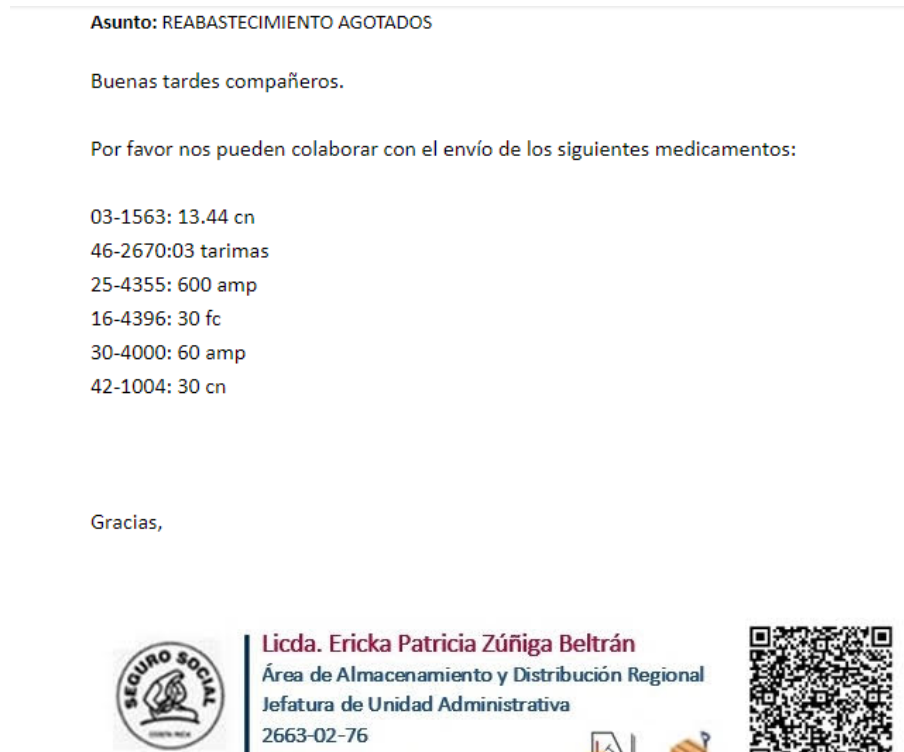 Asunto: REABASTECIMIENTO AGOTADOS
Buenas tardes compañeros.
Por favor nos pueden colaborar con el envío de los siguientes medicamentos:
03-1563: 13.44 cn
46-2670:03 tarimas
25-4355: 600 amp
16-4396: 30 fc
30-4000: 60 amp
42-1004: 30 cn
Gracias,
SEGURO SOCIAL
COSTA RICA
Licda. Ericka Patricia Zúñiga Beltrán
Área de Almacenamiento y Distribución Regional
Jefatura de Unidad Administrativa
2663-02-76